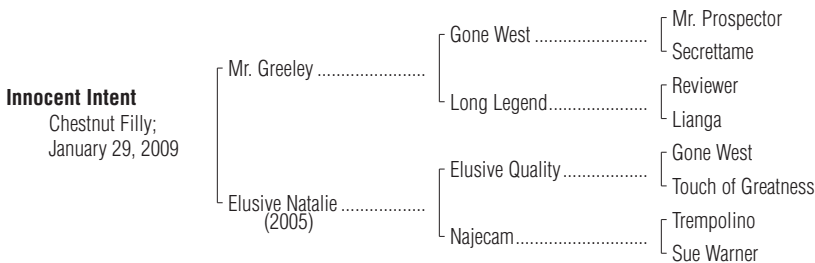 Innocent Intent
Chestnut Filly;
January 29, 2009
Mr. Greeley .......................
Elusive Natalie ..................
(2005)
Gone West ........................
Long Legend.....................
Elusive Quality..................
Najecam............................
Mr. Prospector
Secrettame
Reviewer
Lianga
Gone West
Touch of Greatness
Trempolino
Sue Warner